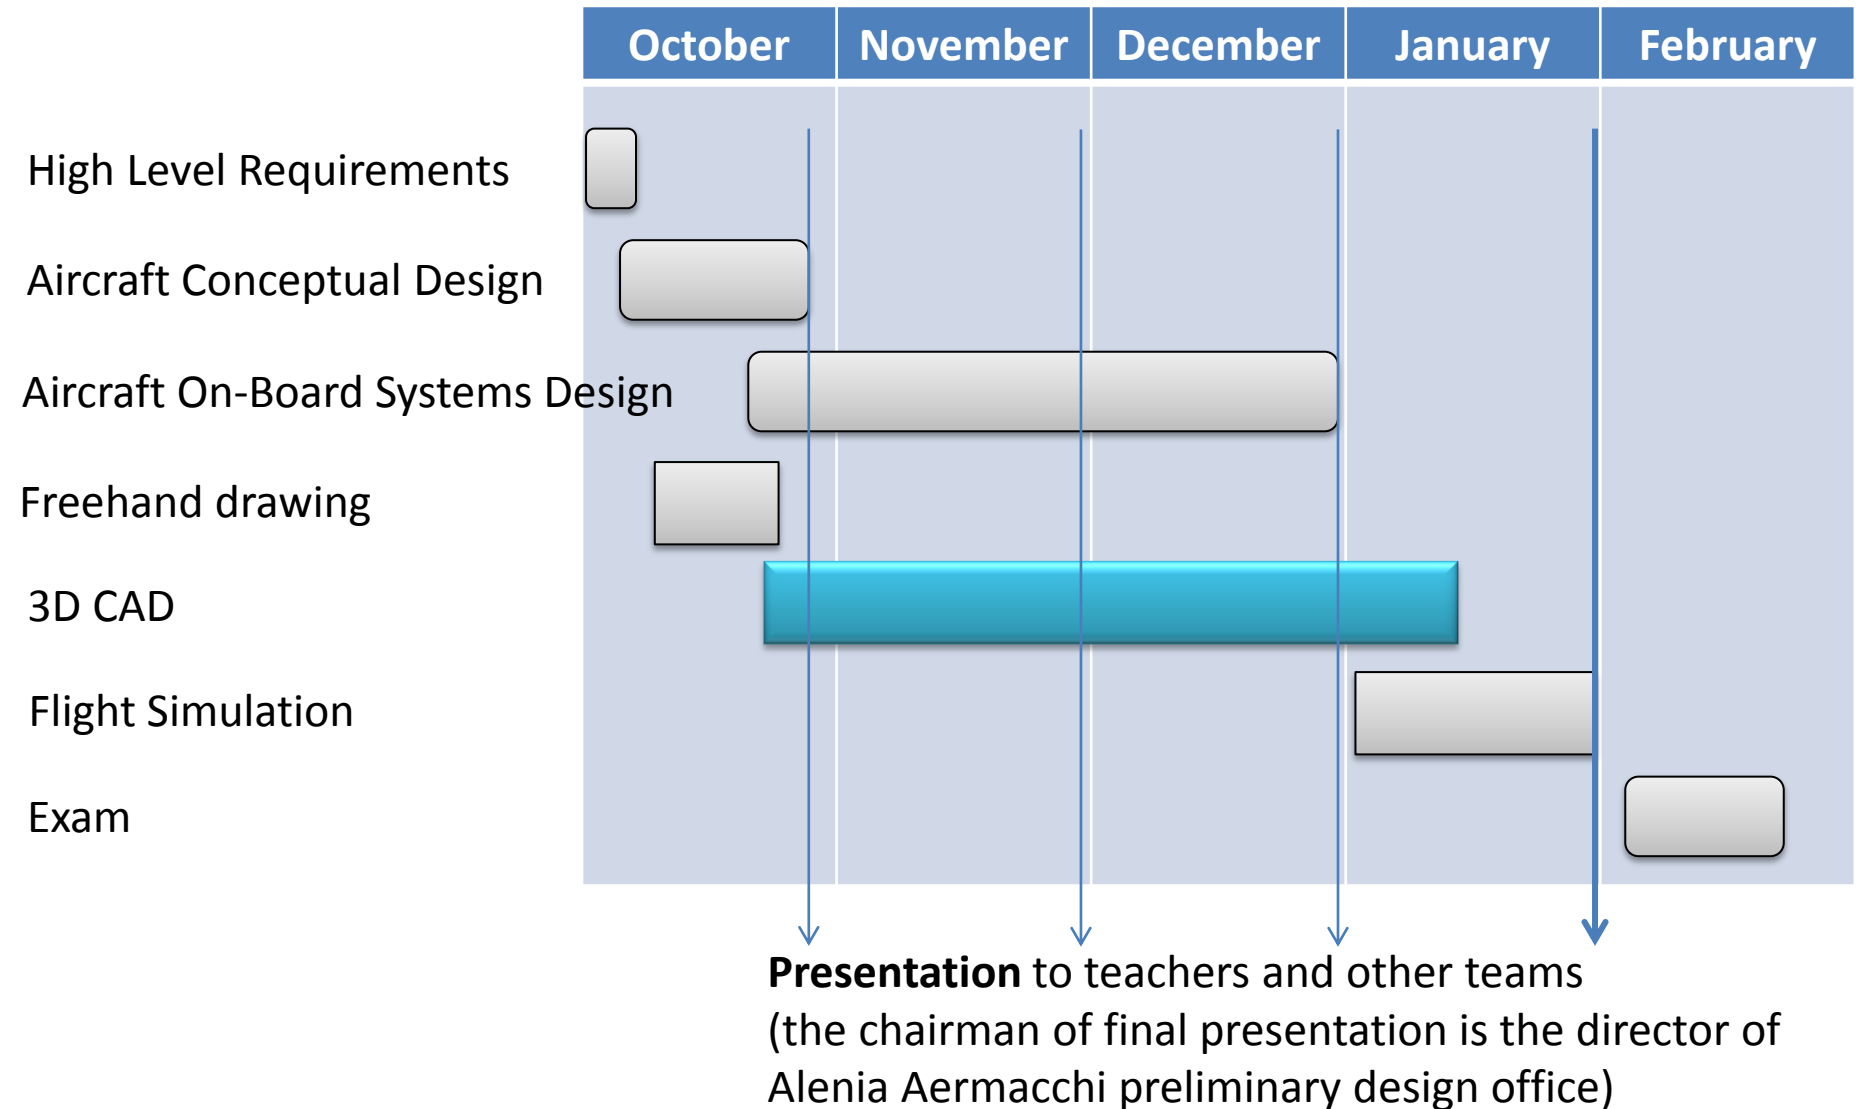 October November December January February
High Level Requirements
Aircraft Conceptual Design
Aircraft On-Board Systems Design
Freehand drawing
3D CAD
Flight Simulation
Exam
Presentation to teachers and other teams
(the chairman of final presentation is the director of
Alenia Aermacchi preliminary design office)